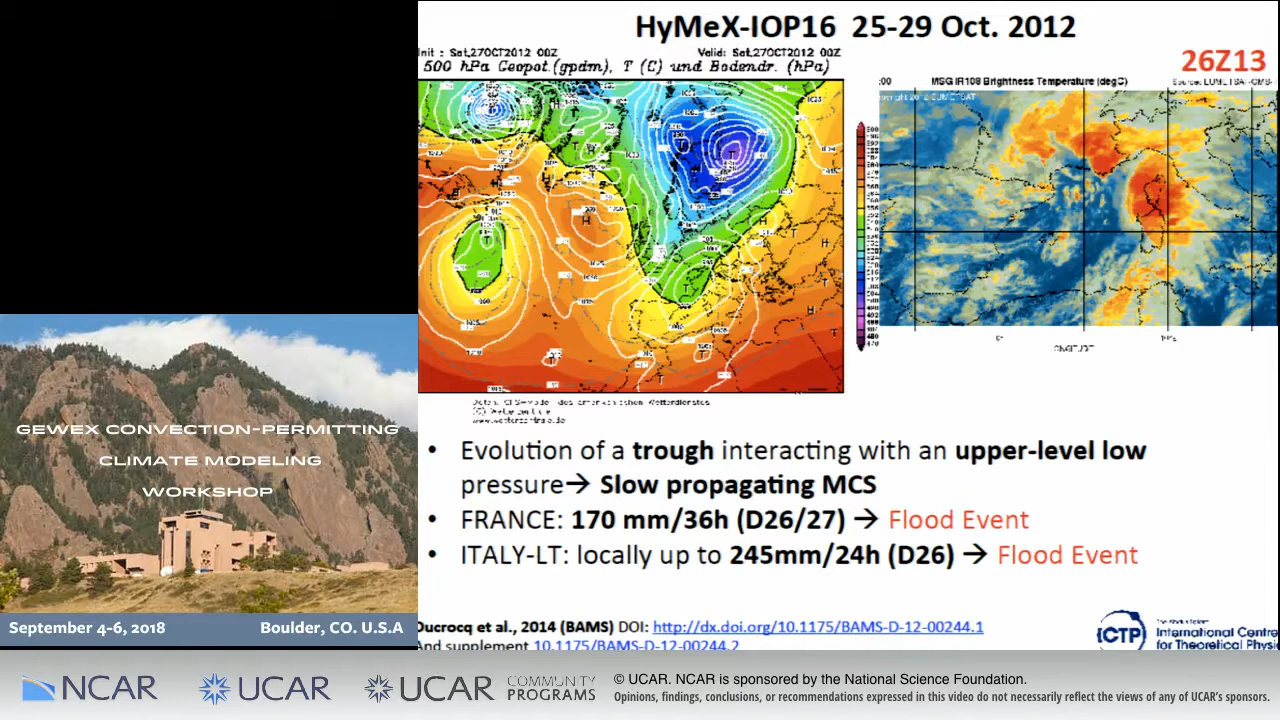 HyMeX-IOP16 25-29 Oct. 2012
Init : Sat,27OCT2012 00Z
Valid: Sat,27OCT2012 00Z
500 hPa Geopot.(gpdm), T (C) und Bodendr. (hPa)
26Z13
:00
MSG IR108 Brightness Temperature (degC)
(C) Wetterzentrale
www.wetterzentrale.de
• Evolution of a trough interacting with an upper-level low
pressure→ Slow propagating MCS
• FRANCE: 170 mm/36h (D26/27) → Flood Event
• ITALY-LT: locally up to 245mm/24h (D26) → Flood Event
Ducrocq et al., 2014 (BAMS) DOI: http://dx.doi.org/10.1175/BAMS-D-12-00244.1
And supplement 10.1175/BAMS-D-12-00244.2
ICTP
International Centre
for Theoretical Physi
GEWEX CONVECTION-PERMITTING
CLIMATE MODELING
WORKSHOP
September 4-6, 2018
Boulder, CO. U.S.A
NCAR
UCAR
UCAR
COMMUNITY
PROGRAMS
© UCAR. NCAR is sponsored by the National Science Foundation.
Opinions, findings, conclusions, or recommendations expressed in this video do not necessarily reflect the views of any of UCAR's sponsors.